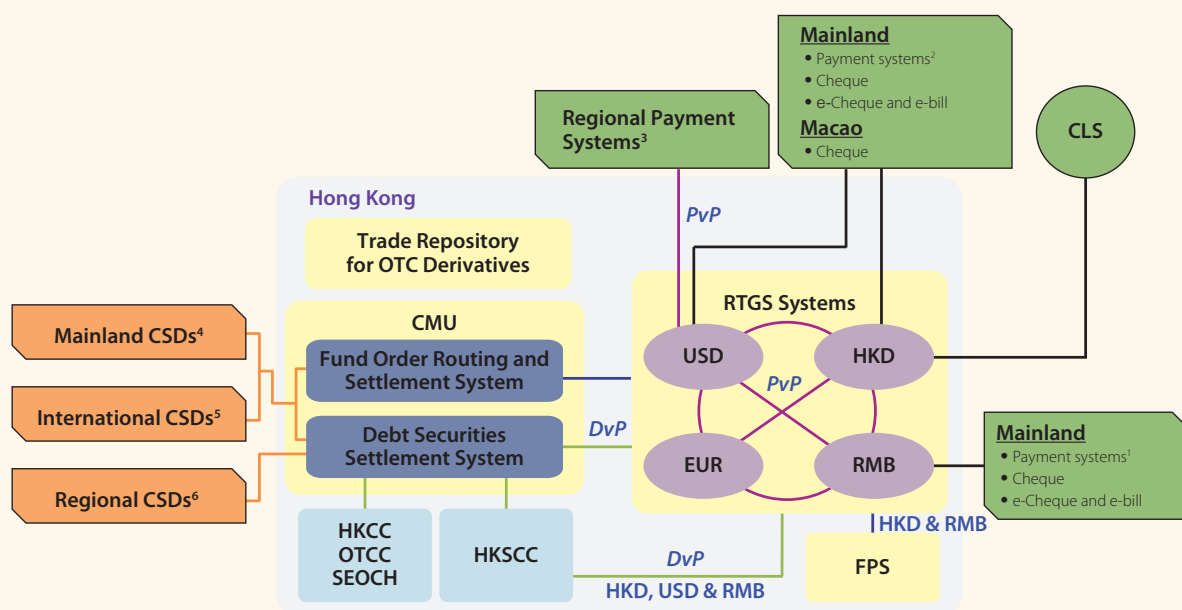 Mainland
• Payment systems²
• Cheque
• e-Cheque and e-bill
Macao
• Cheque
Regional Payment
Systems³
CLS
Hong Kong
PvP
Trade Repository
for OTC Derivatives
RTGS Systems
Mainland CSDs⁴
CMU
Fund Order Routing and
Settlement System
USD
HKD
PvP
International CSDs⁵
Debt Securities
Settlement System
DvP
EUR
RMB
Mainland
• Payment systems¹
• Cheque
• e-Cheque and e-bill
Regional CSDs⁶
HKCC
OTCC
SEOCH
HKSCC
DvP
HKD, USD & RMB
HKD & RMB
FPS